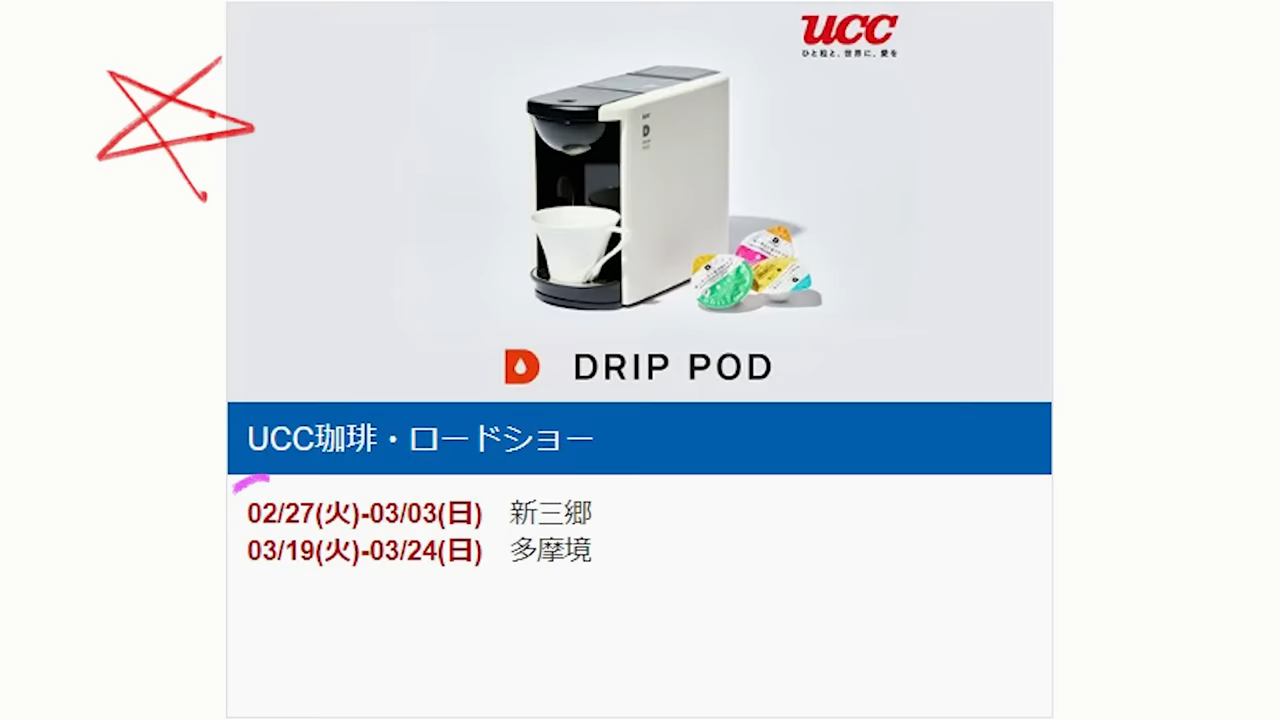 UCC
ひと粒と、世界に、愛を
D
DRIP POD
UCC珈琲・ロードショー
02/27(火)-03/03(日) 新三郷
03/19(火)-03/24(日) 多摩境